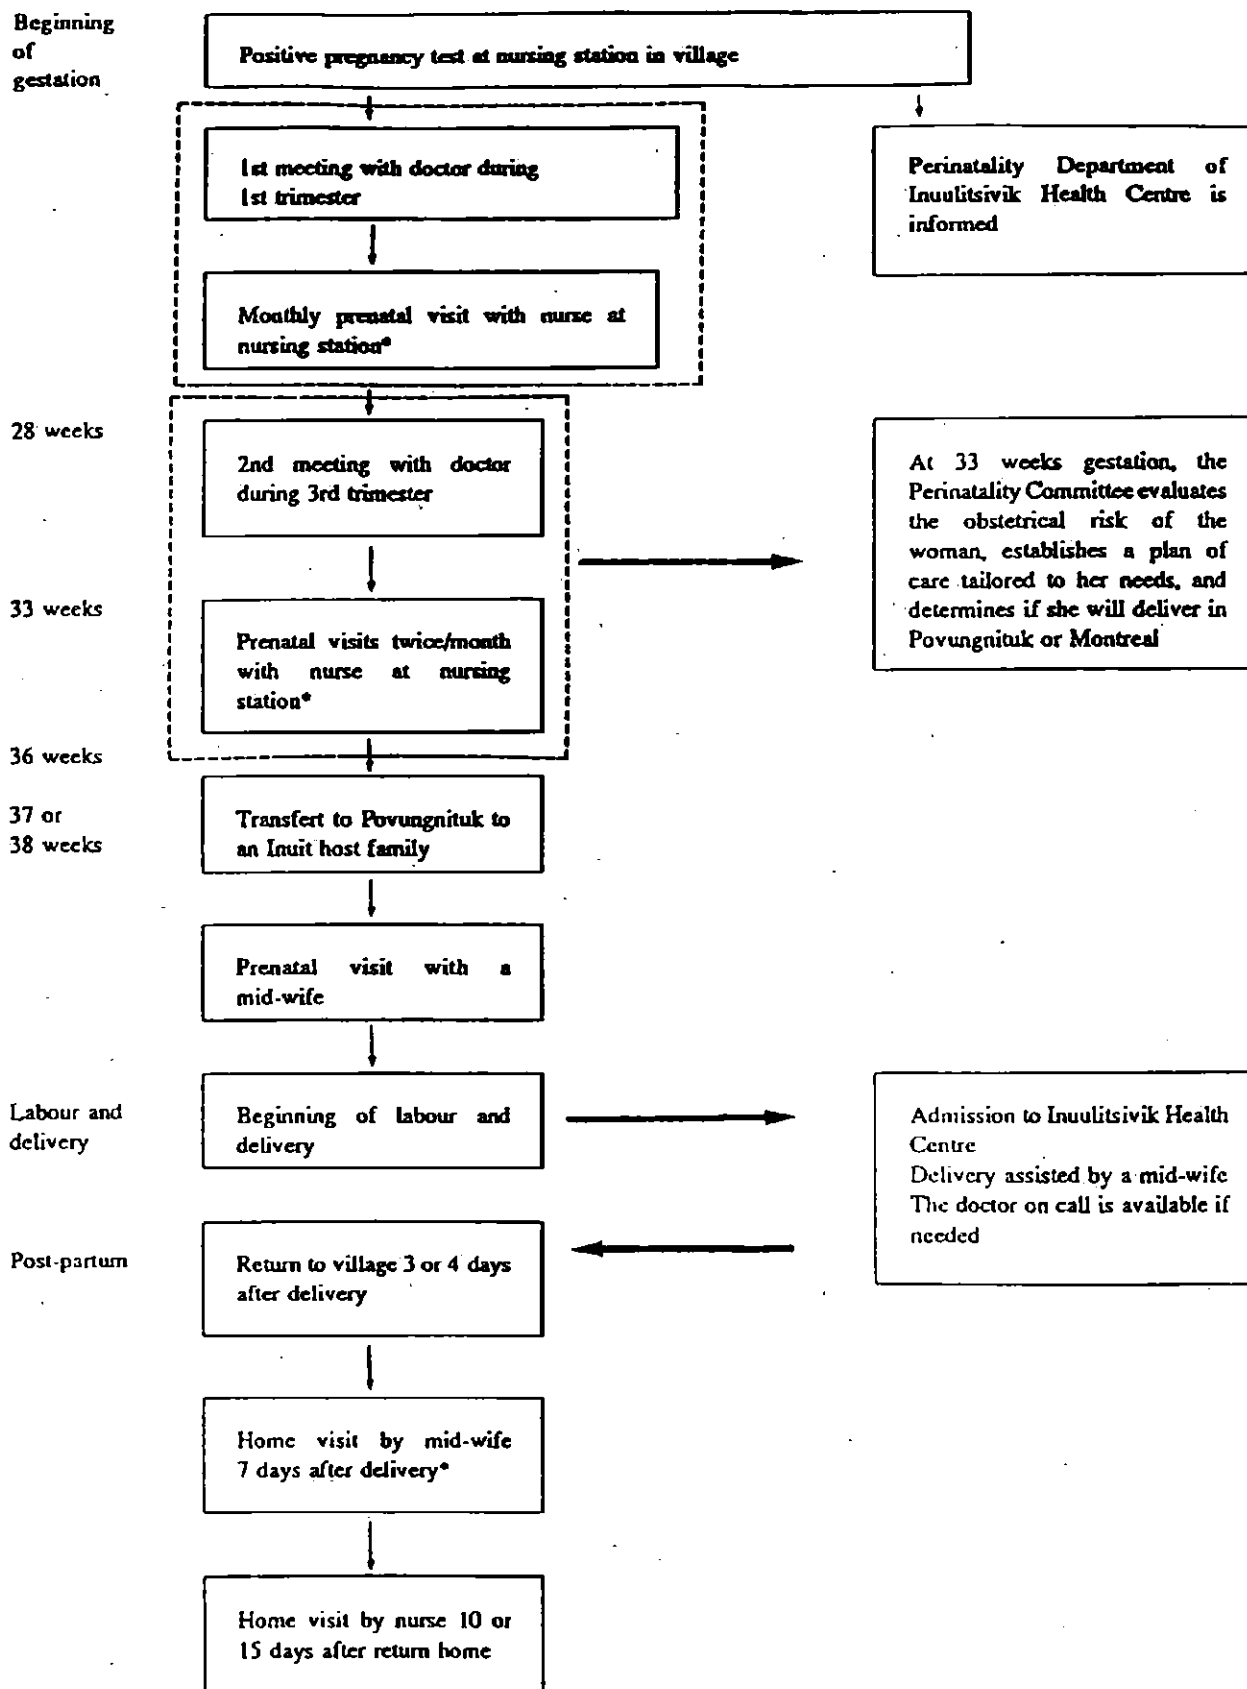 Beginning
of
gestation
Positive pregnancy test at nursing station in village
1st meeting with doctor during
1st trimester
Perinatality Department of
Inuulitsivik Health Centre is
informed
Monthly prenatal visit with nurse at
nursing station*
28 weeks
2nd meeting with doctor
during 3rd trimester
At 33 weeks gestation, the
Perinatality Committee evaluates
the obstetrical risk of the
woman, establishes a plan of
care tailored to her needs, and
determines if she will deliver in
Povungnituk or Montreal
33 weeks
Prenatal visits twice/month
with nurse at nursing
station*
36 weeks
37 or
38 weeks
Transfert to Povungnituk to
an Inuit host family
Prenatal visit with a
mid-wife
Labour and
delivery
Beginning of labour and
delivery
Admission to Inuulitsivik Health
Centre
Delivery assisted by a mid-wife
The doctor on call is available if
needed
Post-partum
Return to village 3 or 4 days
after delivery
Home visit by mid-wife
7 days after delivery*
Home visit by nurse 10 or
15 days after return home